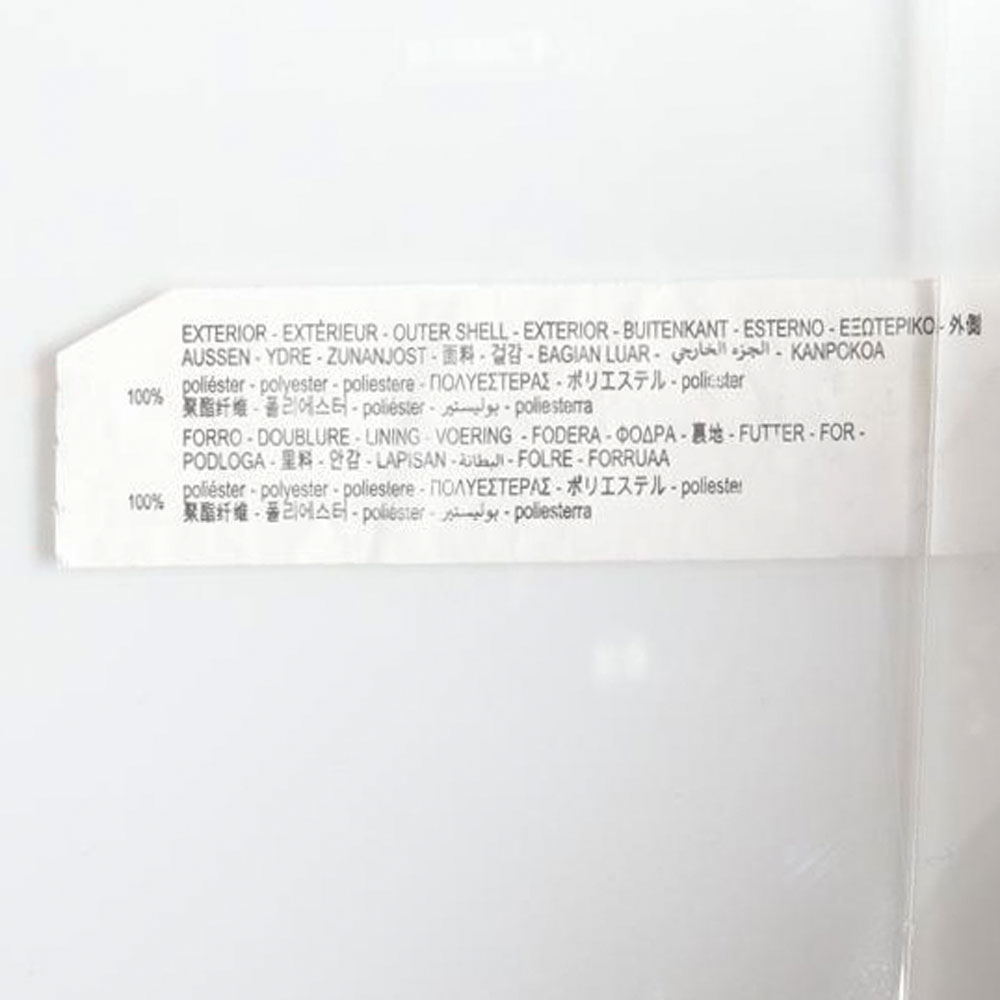 EXTERIOR - EXTÉRIEUR - OUTER SHELL - EXTERIOR - BUITENKANT - ESTERNO - ΕΞΩΤΕΡΙΚΟ - 外側
AUSSEN - YDRE - ZUNANJOST - 面料 - 겉감 - BAGIAN LUAR - الجزء الخارجي - KANPOKOA
100% poliéster - polyester - poliestere - ΠΟΛΥΕΣΤΕΡΑΣ - ポリエステル - poliester
聚酯纤维 - 폴리에스터 - poliéster - بوليستير - poliesterra
FORRO - DOUBLURE - LINING - VOERING - FODERA - ΦΟΔΡΑ - 裏地 - FUTTER - FOR -
PODLOGA - 里料 - 안감 - LAPISAN - البطانة - FOLRE - FORRUAA
100% poliéster - polyester - poliestere - ΠΟΛΥΕΣΤΕΡΑΣ - ポリエステル - poliester
聚酯纤维 - 폴리에스터 - poliéster - بوليستير - poliesterra